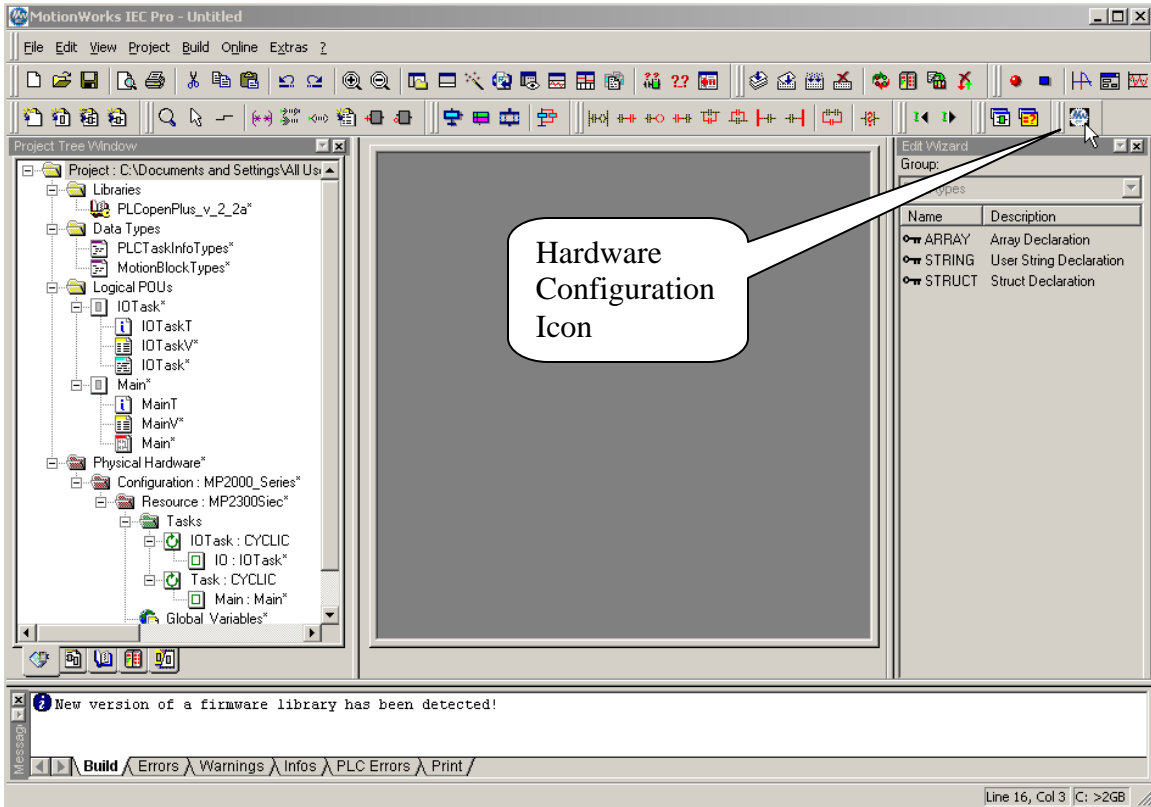 MotionWorks IEC Pro - Untitled
File Edit View Project Build Online Extras ?
Project Tree Window
Project : C:\Documents and Settings\All Us
Libraries
PLCopenPlus_v_2_2a*
Data Types
PLCTaskInfoTypes*
MotionBlockTypes*
Logical POUs
IOTask*
IOTaskT
IOTaskV*
IOTask*
Main*
MainT
MainV*
Main*
Physical Hardware*
Configuration : MP2000_Series*
Resource : MP2300Siec*
Tasks
IOTask : CYCLIC
IO : IOTask*
Task : CYCLIC
Main : Main*
Global Variables*
Hardware
Configuration
Icon
Edit Wizard
Group:
Name Description
ARRAY Array Declaration
STRING User String Declaration
STRUCT Struct Declaration
New version of a firmware library has been detected!
Messag
Build Errors Warnings Infos PLC Errors Print
Line 16, Col 3 C: >2GB